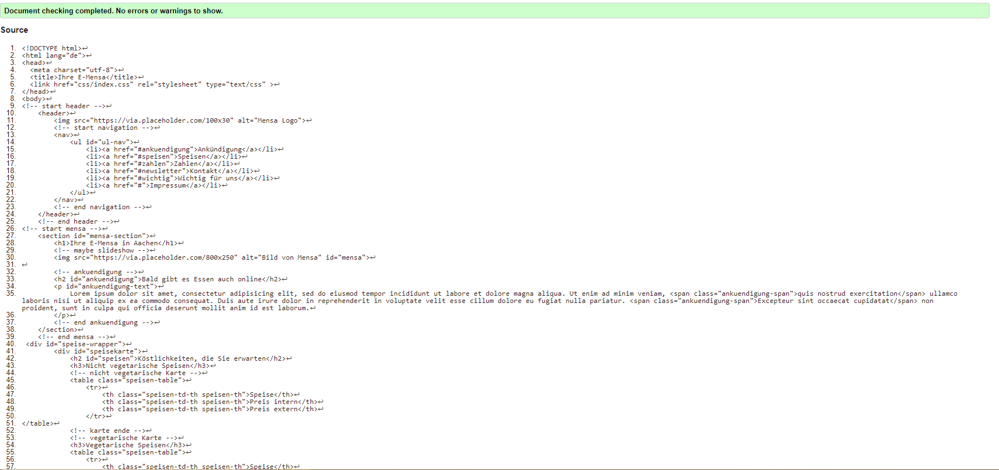 Document checking completed. No errors or warnings to show.
Source
1. <!DOCTYPE html>↩
2. <html lang="de">↩
3. <head>↩
4.   <meta charset="utf-8">↩
5.   <title>Ihre E-Mensa</title>↩
6.   <link href="css/index.css" rel="stylesheet" type="text/css" >↩
7. </head>↩
8. <body>↩
9. <!-- start header -->↩
10.     <header>↩
11.         <img src="https://via.placeholder.com/100x30" alt="Mensa Logo">↩
12.         <!-- start navigation -->↩
13.         <nav>↩
14.             <ul id="ul-nav">↩
15.                 <li><a href="#ankuendigung">Ankündigung</a></li>↩
16.                 <li><a href="#speisen">Speisen</a></li>↩
17.                 <li><a href="#zahlen">Zahlen</a></li>↩
18.                 <li><a href="#newsletter">Kontakt</a></li>↩
19.                 <li><a href="#wichtig">Wichtig für uns</a></li>↩
20.                 <li><a href="#">Impressum</a></li>↩
21.             </ul>↩
22.         </nav>↩
23.         <!-- end navigation -->↩
24.     </header>↩
25.     <!-- end header -->↩
26. <!-- start mensa -->↩
27.     <section id="mensa-section">↩
28.         <h1>Ihre E-Mensa in Aachen</h1>↩
29.         <!-- maybe slideshow -->↩
30.         <img src="https://via.placeholder.com/800x250" alt="Bild von Mensa" id="mensa">↩
31. ↩
32.         <!-- ankuendigung -->↩
33.         <h2 id="ankuendigung">Bald gibt es Essen auch online</h2>↩
34.         <p id="ankuendigung-text">↩
35.             Lorem ipsum dolor sit amet, consectetur adipisicing elit, sed do eiusmod tempor incididunt ut labore et dolore magna aliqua. Ut enim ad minim veniam, <span class="ankuendigung-span">quis nostrud exercitation</span> ullamco
laboris nisi ut aliquip ex ea commodo consequat. Duis aute irure dolor in reprehenderit in voluptate velit esse cillum dolore eu fugiat nulla pariatur. <span class="ankuendigung-span">Excepteur sint occaecat cupidatat</span> non
proident, sunt in culpa qui officia deserunt mollit anim id est laborum.↩
36.         </p>↩
37.         <!-- end ankuendigung -->↩
38.     </section>↩
39.     <!-- end mensa -->↩
40.  <div id="speise-wrapper">↩
41.         <div id="speisekarte">↩
42.             <h2 id="speisen">Köstlichkeiten, die Sie erwarten</h2>↩
43.             <h3>Nicht vegetarische Speisen</h3>↩
44.             <!-- nicht vegetarische Karte -->↩
45.             <table class="speisen-table">↩
46.                 <tr>↩
47.                     <th class="speisen-td-th speisen-th">Speise</th>↩
48.                     <th class="speisen-td-th speisen-th">Preis intern</th>↩
49.                     <th class="speisen-td-th speisen-th">Preis extern</th>↩
50.                 </tr>↩
51. </table>↩
52.             <!-- karte ende -->↩
53.             <!-- vegetarische Karte -->↩
54.             <h3>Vegetarische Speisen</h3>↩
55.             <table class="speisen-table">↩
56.                 <tr>↩
57.                     <th class="speisen-td-th speisen-th">Speise</th>↩